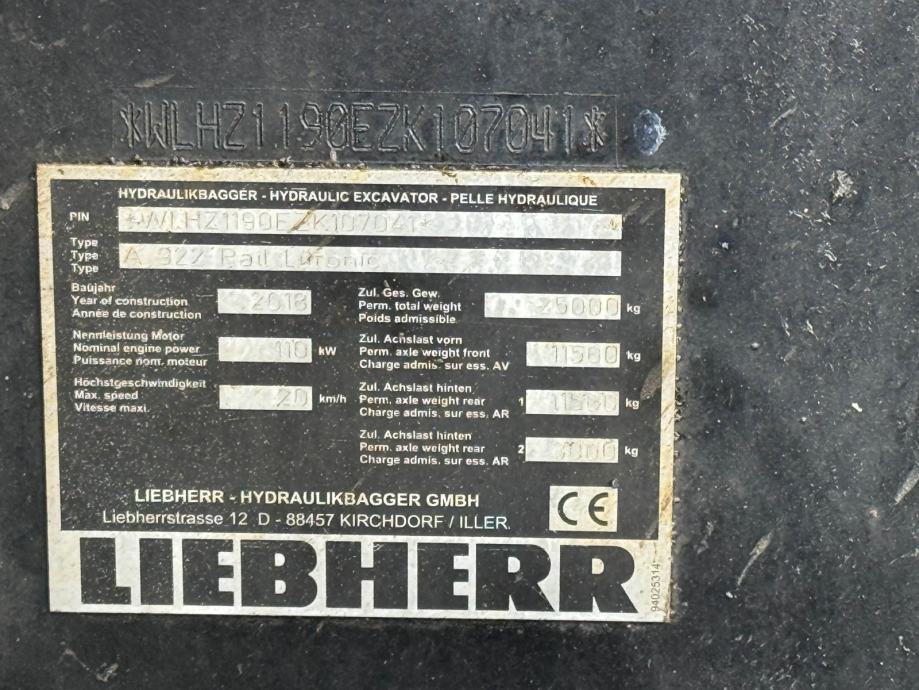 *WLHZ1190EZK107041*
HYDRAULIKBAGGER - HYDRAULIC EXCAVATOR - PELLE HYDRAULIQUE
PIN *WLHZ1190EZK107041*
Type
Type A 922 Rail Litronic
Type
Baujahr
Year of construction 2018
Année de construction
Zul. Ges. Gew.
Perm. total weight 25000 kg
Poids admissible
Nennleistung Motor
Nominal engine power 110 kW
Puissance nom. moteur
Zul. Achslast vorn
Perm. axle weight front 11500 kg
Charge admis. sur ess. AV
Höchstgeschwindigkeit
Max. speed 20 km/h
Vitesse maxi.
Zul. Achslast hinten
Perm. axle weight rear 1 11500 kg
Charge admis. sur ess. AR
Zul. Achslast hinten
Perm. axle weight rear 2 kg
Charge admis. sur ess. AR
LIEBHERR - HYDRAULIKBAGGER GMBH
Liebherrstrasse 12 D - 88457 KIRCHDORF / ILLER.
CE
LIEBHERR
94025314